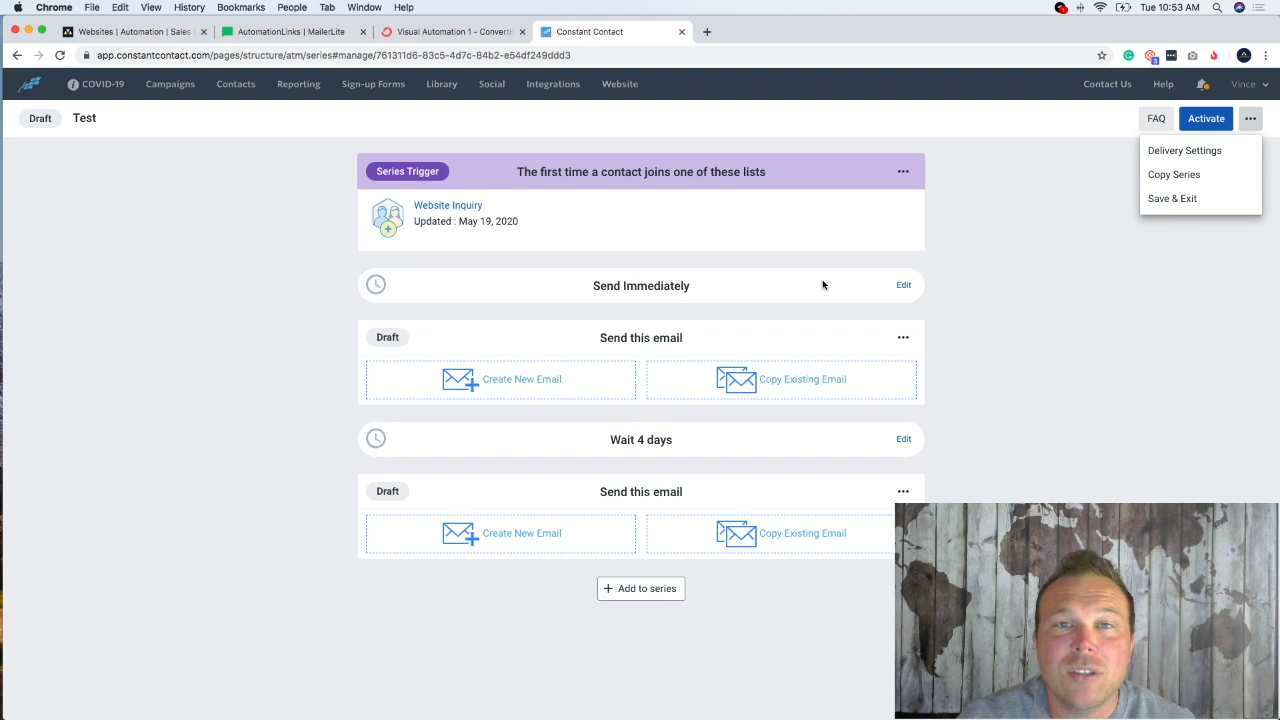 Chrome File Edit View History Bookmarks People Tab Window Help
Tue 10:53 AM
Websites | Automation | Sales
AutomationLinks | MailerLite
Visual Automation 1 - ConvertK
Constant Contact
app.constantcontact.com/pages/structure/atm/series#manage/761311d6-83c5-4d7c-84b2-e54df249ddd3
COVID-19 Campaigns Contacts Reporting Sign-up Forms Library Social Integrations Website Contact Us Help Vince
Draft Test FAQ Activate
Delivery Settings
Copy Series
Save & Exit
Series Trigger The first time a contact joins one of these lists
Website Inquiry
Updated : May 19, 2020
Send Immediately Edit
Draft Send this email
Create New Email Copy Existing Email
Wait 4 days Edit
Draft Send this email
Create New Email Copy Existing Email
+ Add to series